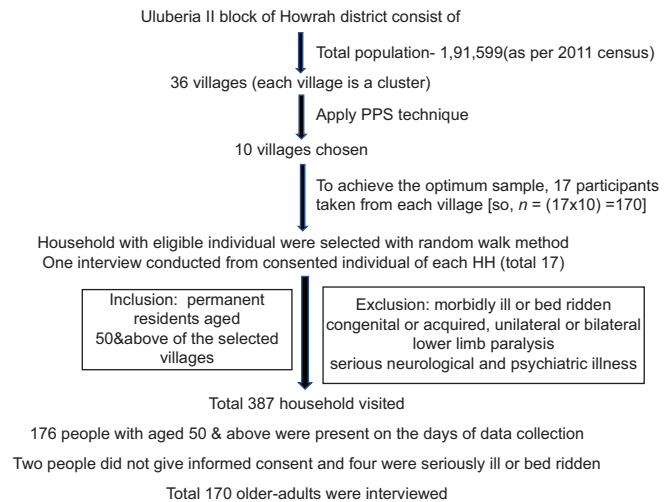 Uluberia II block of Howrah district consist of
Total population- 1,91,599(as per 2011 census)
36 villages (each village is a cluster)
Apply PPS technique
10 villages chosen
To achieve the optimum sample, 17 participants
taken from each village [so, n = (17x10) =170]
Household with eligible individual were selected with random walk method
One interview conducted from consented individual of each HH (total 17)
Inclusion: permanent
residents aged
50&above of the selected
villages
Exclusion: morbidly ill or bed ridden
congenital or acquired, unilateral or bilateral
lower limb paralysis
serious neurological and psychiatric illness
Total 387 household visited
176 people with aged 50 & above were present on the days of data collection
Two people did not give informed consent and four were seriously ill or bed ridden
Total 170 older-adults were interviewed